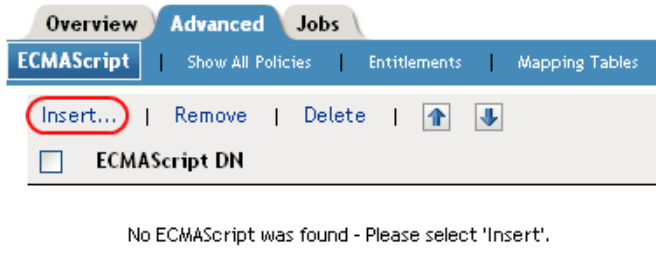 Overview Advanced Jobs
ECMAScript | Show All Policies | Entitlements | Mapping Tables
Insert... | Remove | Delete |
ECMAScript DN
No ECMAScript was found - Please select 'Insert'.